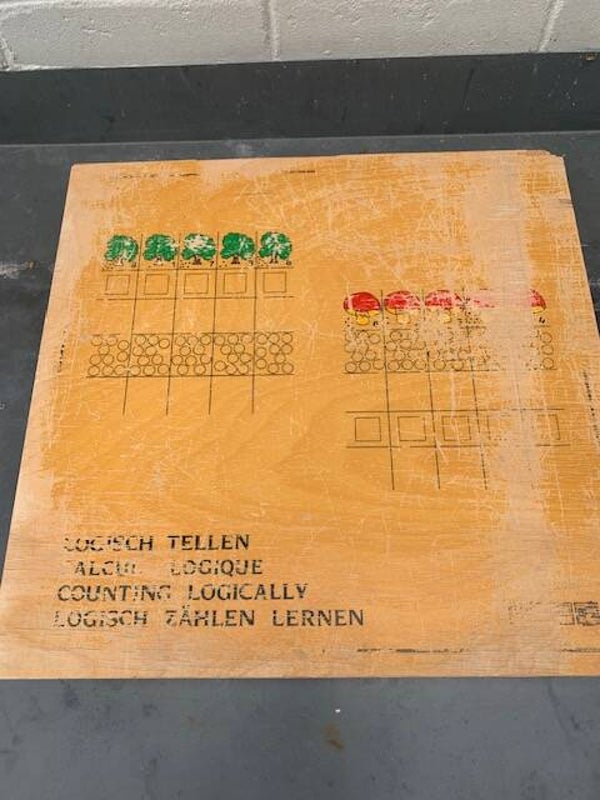 LOGISCH TELLEN
CALCUL LOGIQUE
COUNTING LOGICALLY
LOGISCH ZÄHLEN LERNEN